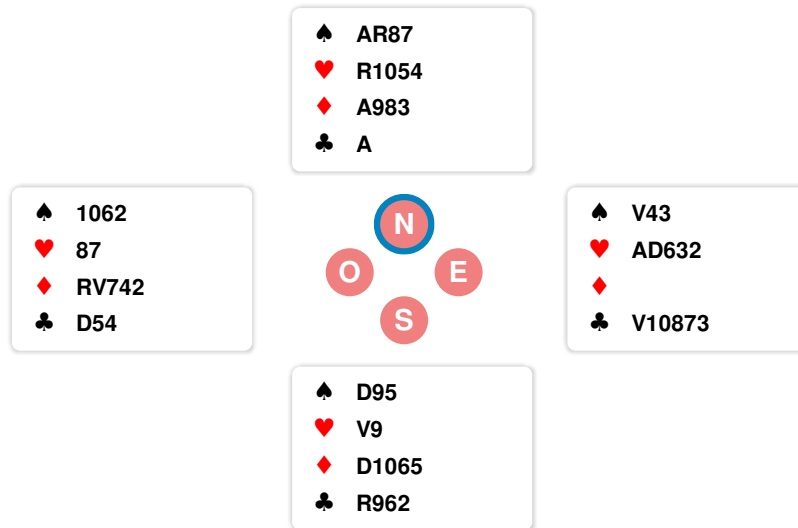 ♠ AR87
♥ R1054
♦ A983
♣ A
♠ 1062
♥ 87
♦ RV742
♣ D54
N
O
E
S
♠ V43
♥ AD632
♦
♣ V10873
♠ D95
♥ V9
♦ D1065
♣ R962